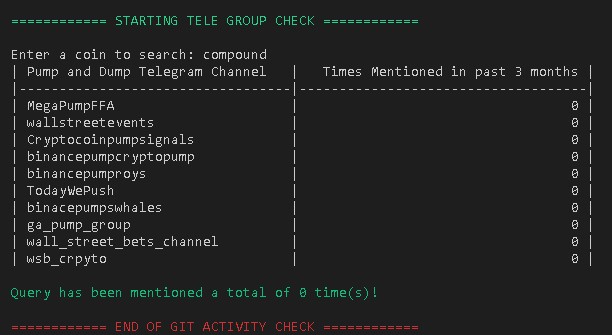 ============ STARTING TELE GROUP CHECK ============
Enter a coin to search: compound
| Pump and Dump Telegram Channel | Times Mentioned in past 3 months |
|--------------------------------|----------------------------------|
| MegaPumpFFA | 0 |
| wallstreetevents | 0 |
| Cryptocoinpumpsignals | 0 |
| binancepumpcryptopump | 0 |
| binancepumproys | 0 |
| TodayWePush | 0 |
| binacepumpswhales | 0 |
| ga_pump_group | 0 |
| wall_street_bets_channel | 0 |
| wsb_crpyto | 0 |
Query has been mentioned a total of 0 time(s)!
============ END OF GIT ACTIVITY CHECK ============